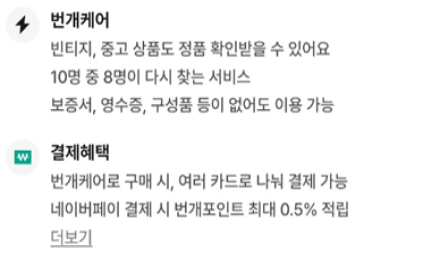 번개케어
빈티지, 중고 상품도 정품 확인받을 수 있어요
10명 중 8명이 다시 찾는 서비스
보증서, 영수증, 구성품 등이 없어도 이용 가능
₩
결제혜택
번개케어로 구매 시, 여러 카드로 나눠 결제 가능
네이버페이 결제 시 번개포인트 최대 0.5% 적립
더보기